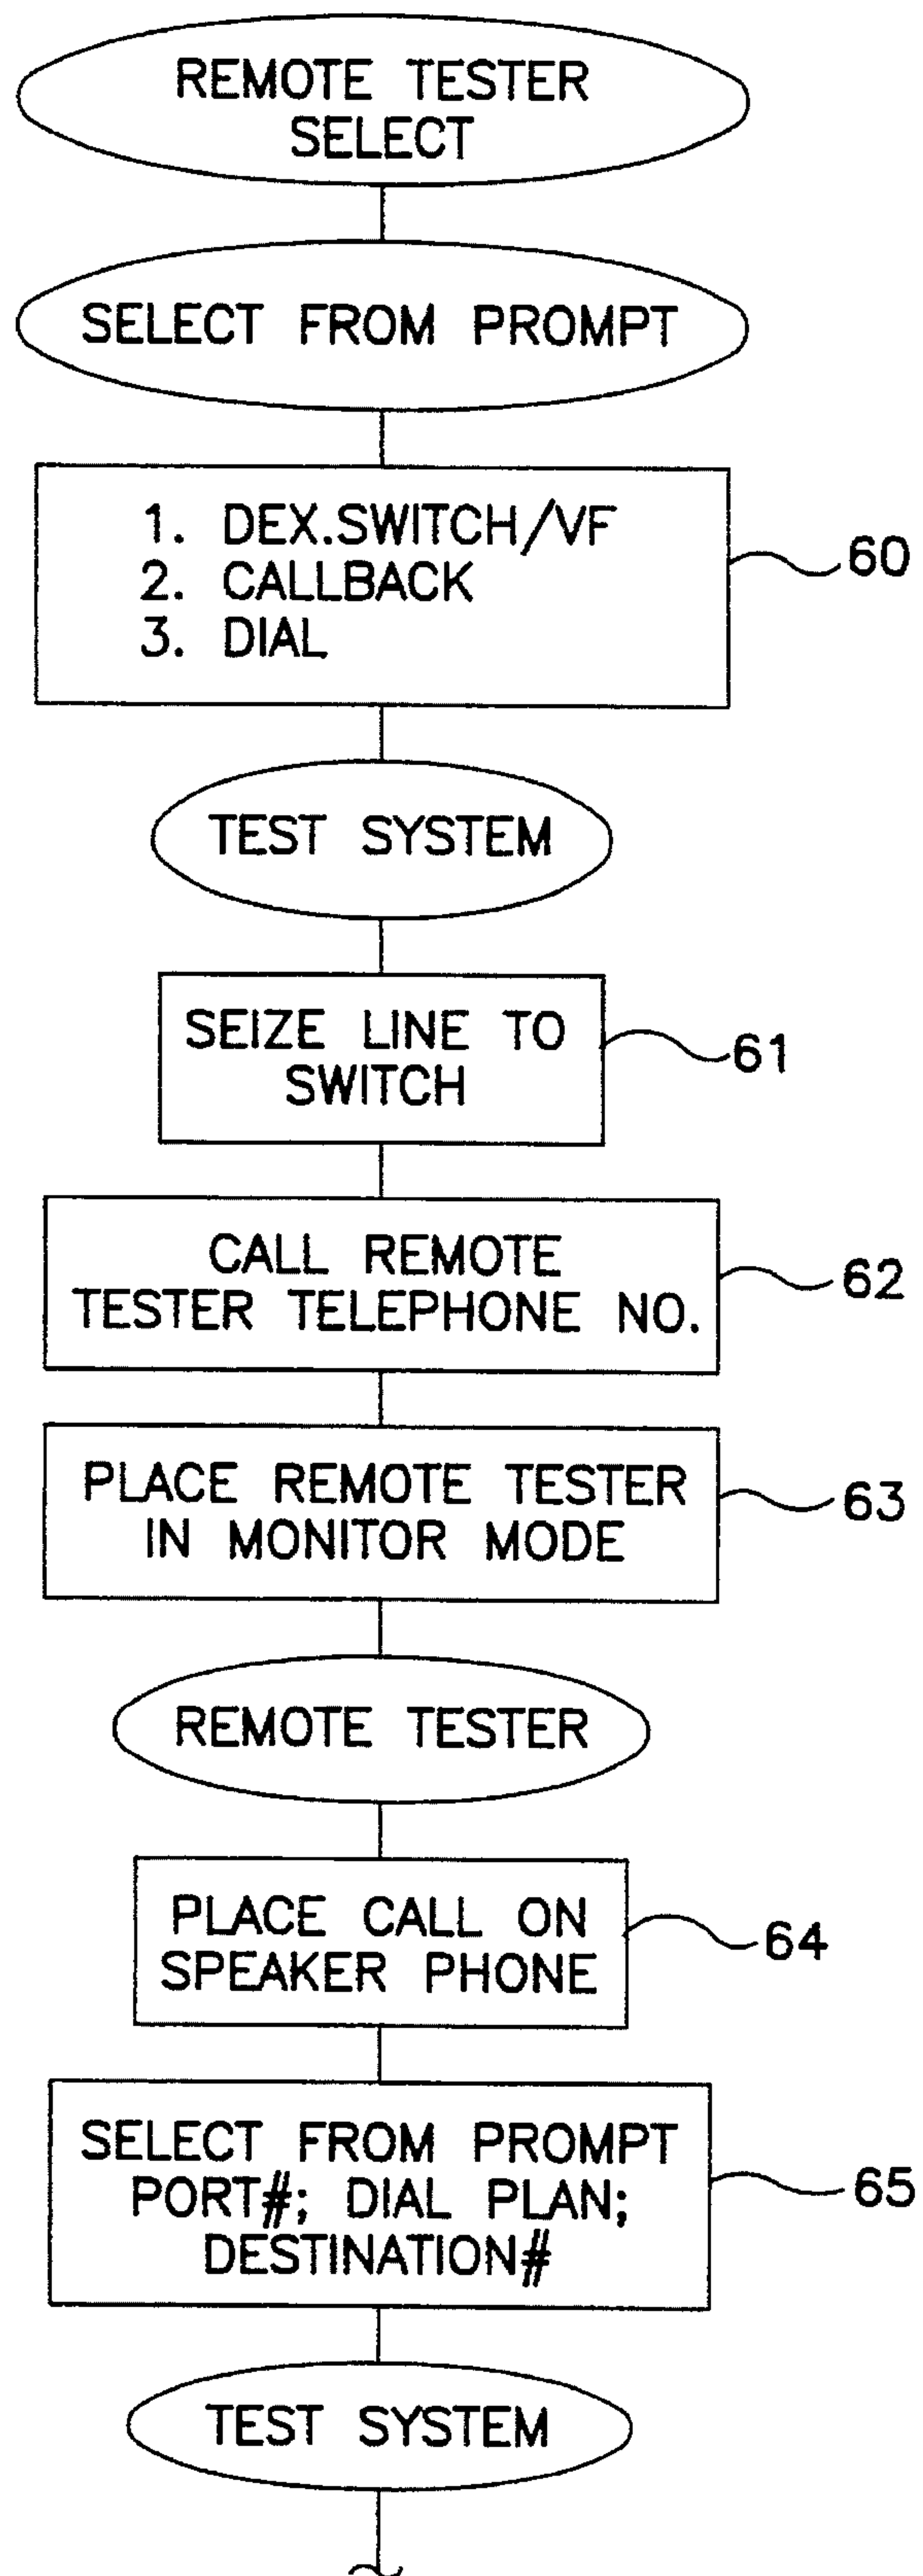 REMOTE TESTER
SELECT
SELECT FROM PROMPT
1. DEX.SWITCH/VF
2. CALLBACK
3. DIAL
60
TEST SYSTEM
SEIZE LINE TO
SWITCH
61
CALL REMOTE
TESTER TELEPHONE NO.
62
PLACE REMOTE TESTER
IN MONITOR MODE
63
REMOTE TESTER
PLACE CALL ON
SPEAKER PHONE
64
SELECT FROM PROMPT
PORT#; DIAL PLAN;
DESTINATION#
65
TEST SYSTEM